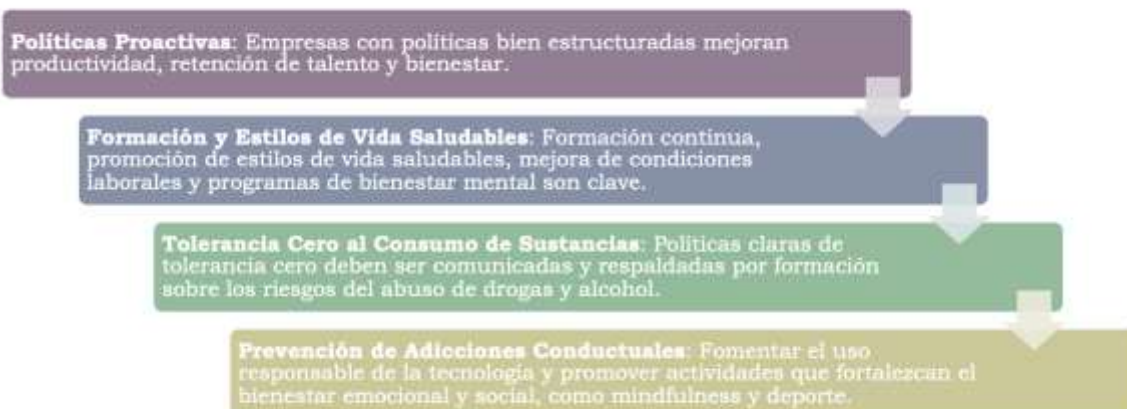 Políticas Proactivas: Empresas con políticas bien estructuradas mejoran
productividad, retención de talento y bienestar.
Formación y Estilos de Vida Saludables: Formación continua,
promoción de estilos de vida saludables, mejora de condiciones
laborales y programas de bienestar mental son clave.
Tolerancia Cero al Consumo de Sustancias: Políticas claras de
tolerancia cero deben ser comunicadas y respaldadas por formación
sobre los riesgos del abuso de drogas y alcohol.
Prevención de Adicciones Conductuales: Fomentar el uso
responsable de la tecnología y promover actividades que fortalezcan el
bienestar emocional y social, como mindfulness y deporte.